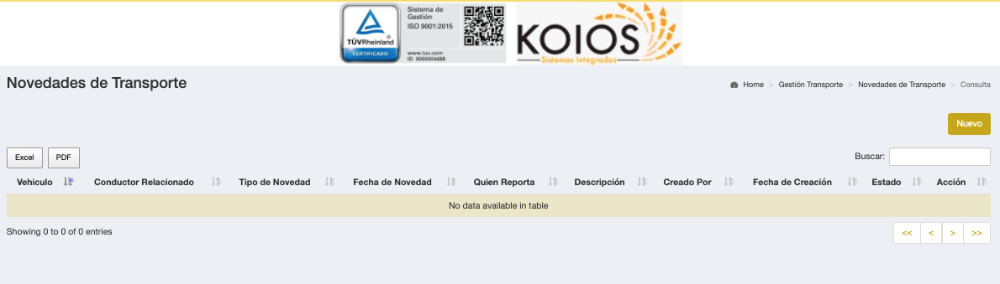 Sistema de
Gestión
ISO 9001:2015
TÜVRheinland
CERTIFICADO
www.tuv.com
ID 9000004488
KOIOS
Sistemas Integrados
Novedades de Transporte
Home > Gestión Transporte > Novedades de Transporte > Consulta
Nuevo
Excel PDF
Buscar:
Vehiculo Conductor Relacionado Tipo de Novedad Fecha de Novedad Quien Reporta Descripción Creado Por Fecha de Creación Estado Acción
No data available in table
Showing 0 to 0 of 0 entries
<< < > >>